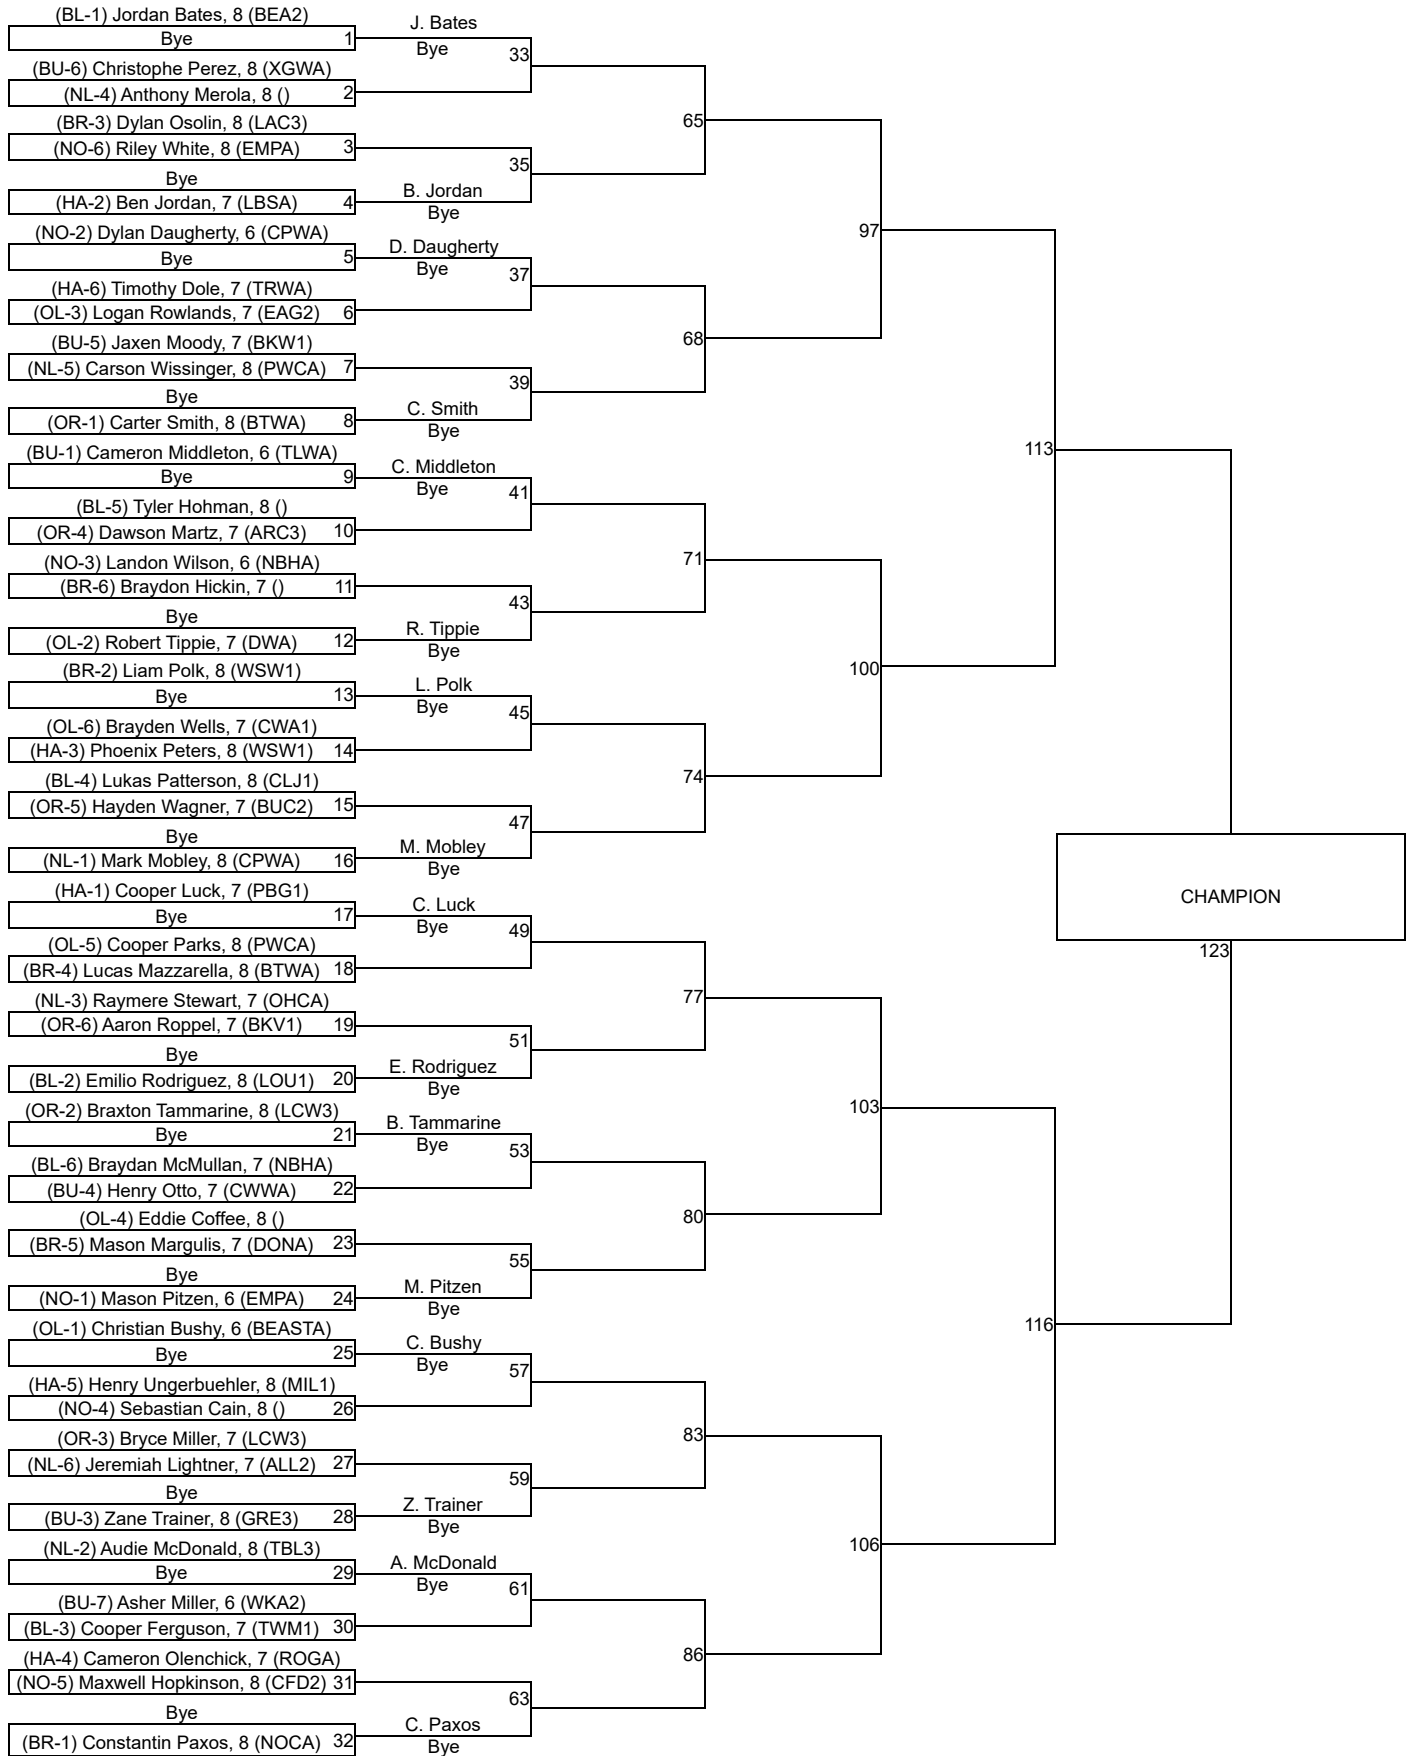 (BL-1) Jordan Bates, 8 (BEA2)
Bye 1
(BU-6) Christophe Perez, 8 (XGWA)
(NL-4) Anthony Merola, 8 () 2
(BR-3) Dylan Osolin, 8 (LAC3)
(NO-6) Riley White, 8 (EMPA) 3
Bye
(HA-2) Ben Jordan, 7 (LBSA) 4
(NO-2) Dylan Daugherty, 6 (CPWA)
Bye 5
(HA-6) Timothy Dole, 7 (TRWA)
(OL-3) Logan Rowlands, 7 (EAG2) 6
(BU-5) Jaxen Moody, 7 (BKW1)
(NL-5) Carson Wissinger, 8 (PWCA) 7
Bye
(OR-1) Carter Smith, 8 (BTWA) 8
(BU-1) Cameron Middleton, 6 (TLWA)
Bye 9
(BL-5) Tyler Hohman, 8 ()
(OR-4) Dawson Martz, 7 (ARC3) 10
(NO-3) Landon Wilson, 6 (NBHA)
(BR-6) Braydon Hickin, 7 () 11
Bye
(OL-2) Robert Tippie, 7 (DWA) 12
(BR-2) Liam Polk, 8 (WSW1)
Bye 13
(OL-6) Brayden Wells, 7 (CWA1)
(HA-3) Phoenix Peters, 8 (WSW1) 14
(BL-4) Lukas Patterson, 8 (CLJ1)
(OR-5) Hayden Wagner, 7 (BUC2) 15
Bye
(NL-1) Mark Mobley, 8 (CPWA) 16
(HA-1) Cooper Luck, 7 (PBG1)
Bye 17
(OL-5) Cooper Parks, 8 (PWCA)
(BR-4) Lucas Mazzarella, 8 (BTWA) 18
(NL-3) Raymere Stewart, 7 (OHCA)
(OR-6) Aaron Roppel, 7 (BKV1) 19
Bye
(BL-2) Emilio Rodriguez, 8 (LOU1) 20
(OR-2) Braxton Tammarine, 8 (LCW3)
Bye 21
(BL-6) Braydan McMullan, 7 (NBHA)
(BU-4) Henry Otto, 7 (CWWA) 22
(OL-4) Eddie Coffee, 8 ()
(BR-5) Mason Margulis, 7 (DONA) 23
Bye
(NO-1) Mason Pitzen, 6 (EMPA) 24
(OL-1) Christian Bushy, 6 (BEASTA)
Bye 25
(HA-5) Henry Ungerbuehler, 8 (MIL1)
(NO-4) Sebastian Cain, 8 () 26
(OR-3) Bryce Miller, 7 (LCW3)
(NL-6) Jeremiah Lightner, 7 (ALL2) 27
Bye
(BU-3) Zane Trainer, 8 (GRE3) 28
(NL-2) Audie McDonald, 8 (TBL3)
Bye 29
(BU-7) Asher Miller, 6 (WKA2)
(BL-3) Cooper Ferguson, 7 (TWM1) 30
(HA-4) Cameron Olenchick, 7 (ROGA)
(NO-5) Maxwell Hopkinson, 8 (CFD2) 31
Bye
(BR-1) Constantin Paxos, 8 (NOCA) 32
J. Bates
Bye
33
35
B. Jordan
Bye
D. Daugherty
Bye
37
39
C. Smith
Bye
C. Middleton
Bye
41
43
R. Tippie
Bye
L. Polk
Bye
45
47
M. Mobley
Bye
C. Luck
Bye
49
51
E. Rodriguez
Bye
B. Tammarine
Bye
53
55
M. Pitzen
Bye
C. Bushy
Bye
57
59
Z. Trainer
Bye
A. McDonald
Bye
61
63
C. Paxos
Bye
65
68
71
74
77
80
83
86
97
100
103
106
113
116
CHAMPION
123